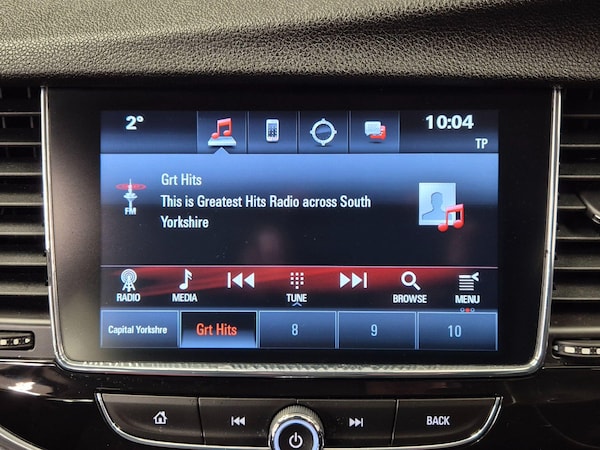 2° 10:04
TP
Grt Hits
This is Greatest Hits Radio across South
Yorkshire
FM
RADIO MEDIA TUNE BROWSE MENU
Capital Yorkshre Grt Hits 8 9 10
BACK